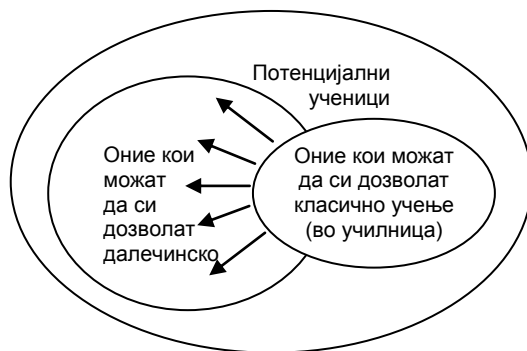 Потенцијални
ученици
Оние кои
можат
да си
дозволат
далечинско
Оние кои можат
да си дозволат
класично учење
(во училница)